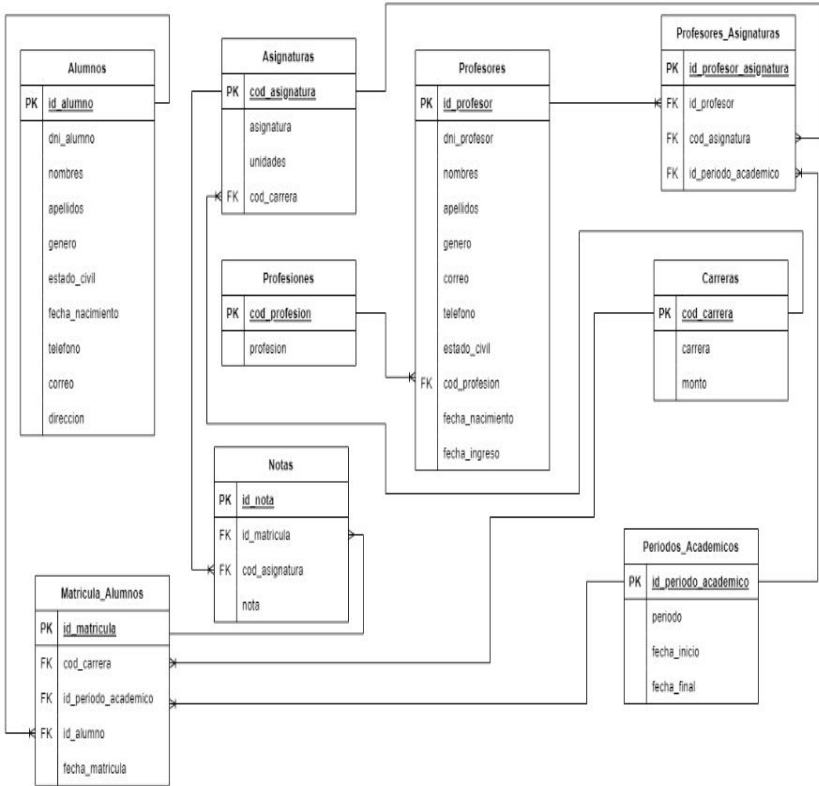 Alumnos
PK id_alumno
dni_alumno
nombres
apellidos
genero
estado_civil
fecha_nacimiento
telefono
correo
direccion
Asignaturas
PK cod_asignatura
asignatura
unidades
FK cod_carrera
Profesores
PK id_profesor
dni_profesor
nombres
apellidos
genero
correo
telefono
estado_civil
FK cod_profesion
fecha_nacimiento
fecha_ingreso
Profesores_Asignaturas
PK id_profesor_asignatura
FK id_profesor
FK cod_asignatura
FK id_periodo_academico
Profesiones
PK cod_profesion
profesion
Carreras
PK cod_carrera
carrera
monto
Notas
PK id_nota
FK id_matricula
FK cod_asignatura
nota
Periodos_Academicos
PK id_periodo_academico
periodo
fecha_inicio
fecha_final
Matricula_Alumnos
PK id_matricula
FK cod_carrera
FK id_periodo_academico
FK id_alumno
fecha_matricula